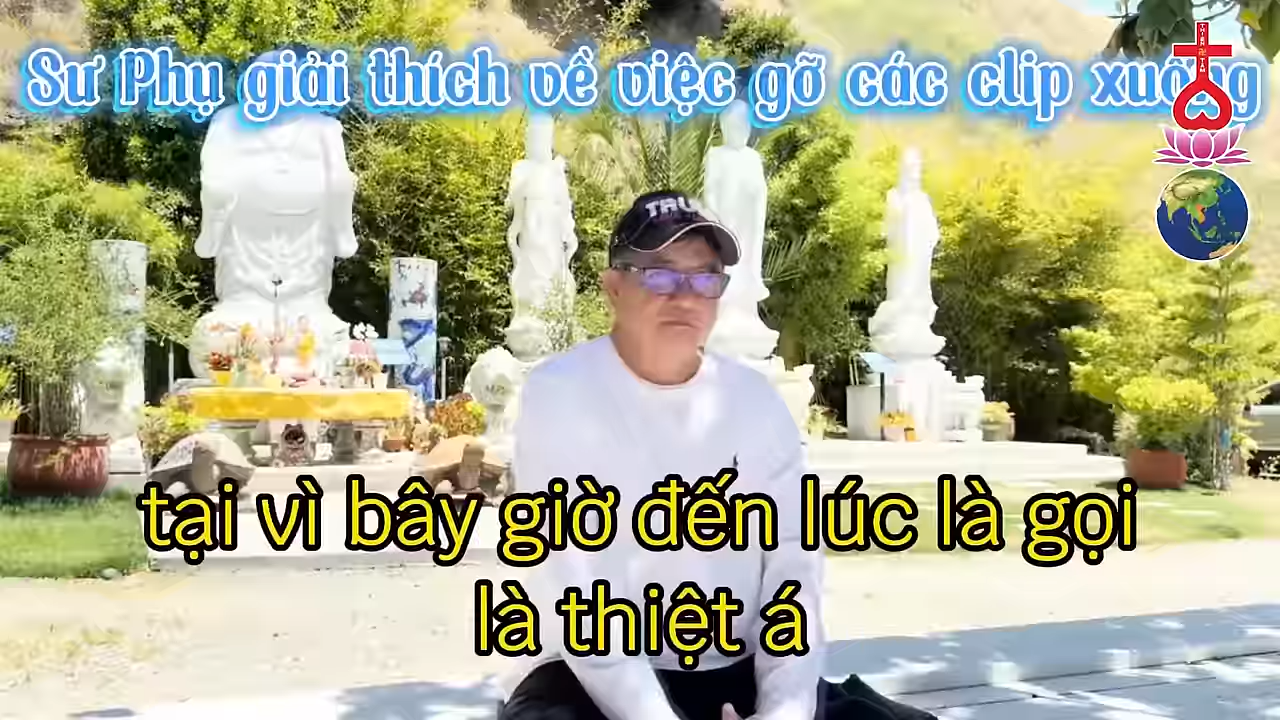 Sư Phụ giải thích về việc gỡ các clip xuống
tại vì bây giờ đến lúc là gọi
là thiệt á